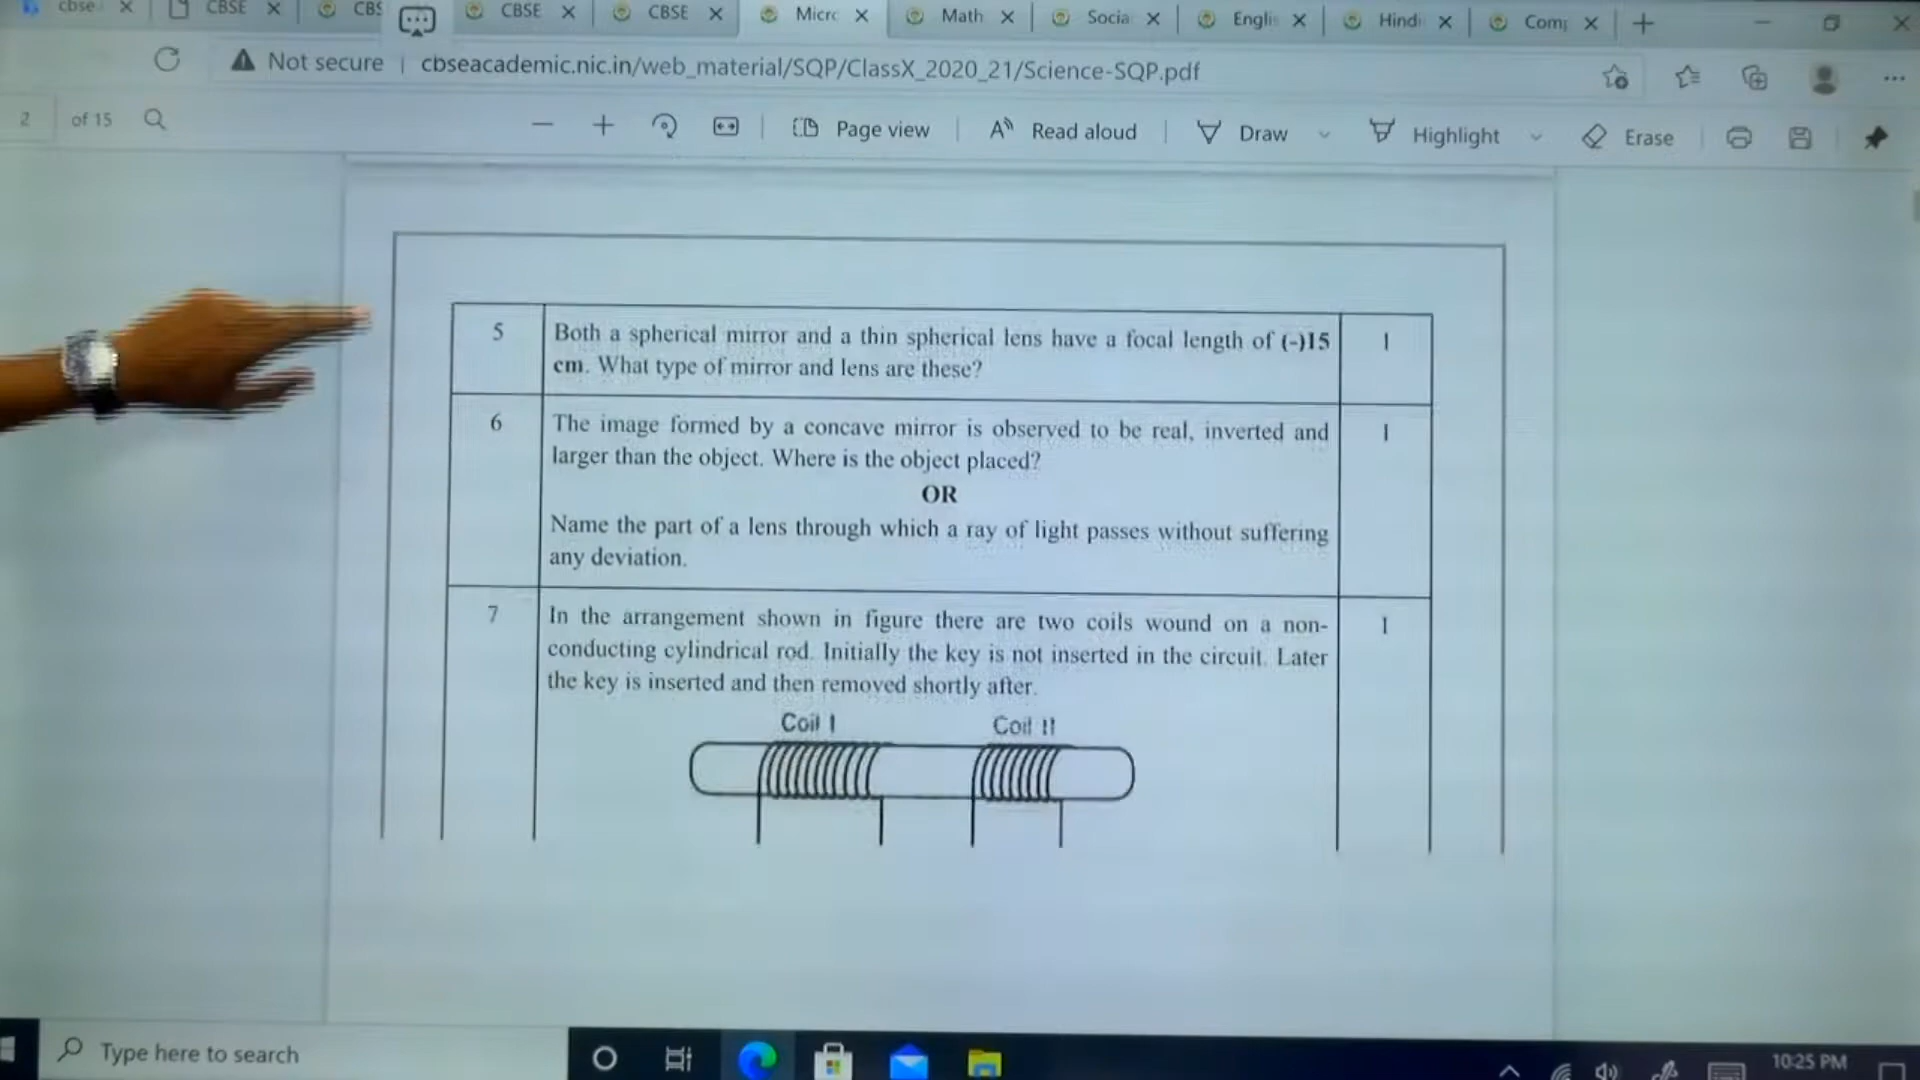 cbse
CBSE
CBS
CBSE
CBSE
Micro
Math
Socia
Englis
Hindi
Com
Not secure
cbseacademic.nic.in/web_material/SQP/ClassX_2020_21/Science-SQP.pdf
2 of 15
Page view
Read aloud
Draw
Highlight
Erase
5 Both a spherical mirror and a thin spherical lens have a focal length of (-)15 1
cm. What type of mirror and lens are these?
6 The image formed by a concave mirror is observed to be real, inverted and 1
larger than the object. Where is the object placed?
OR
Name the part of a lens through which a ray of light passes without suffering
any deviation.
7 In the arrangement shown in figure there are two coils wound on a non- 1
conducting cylindrical rod. Initially the key is not inserted in the circuit. Later
the key is inserted and then removed shortly after.
Coil I Coil II
Type here to search
10:25 PM